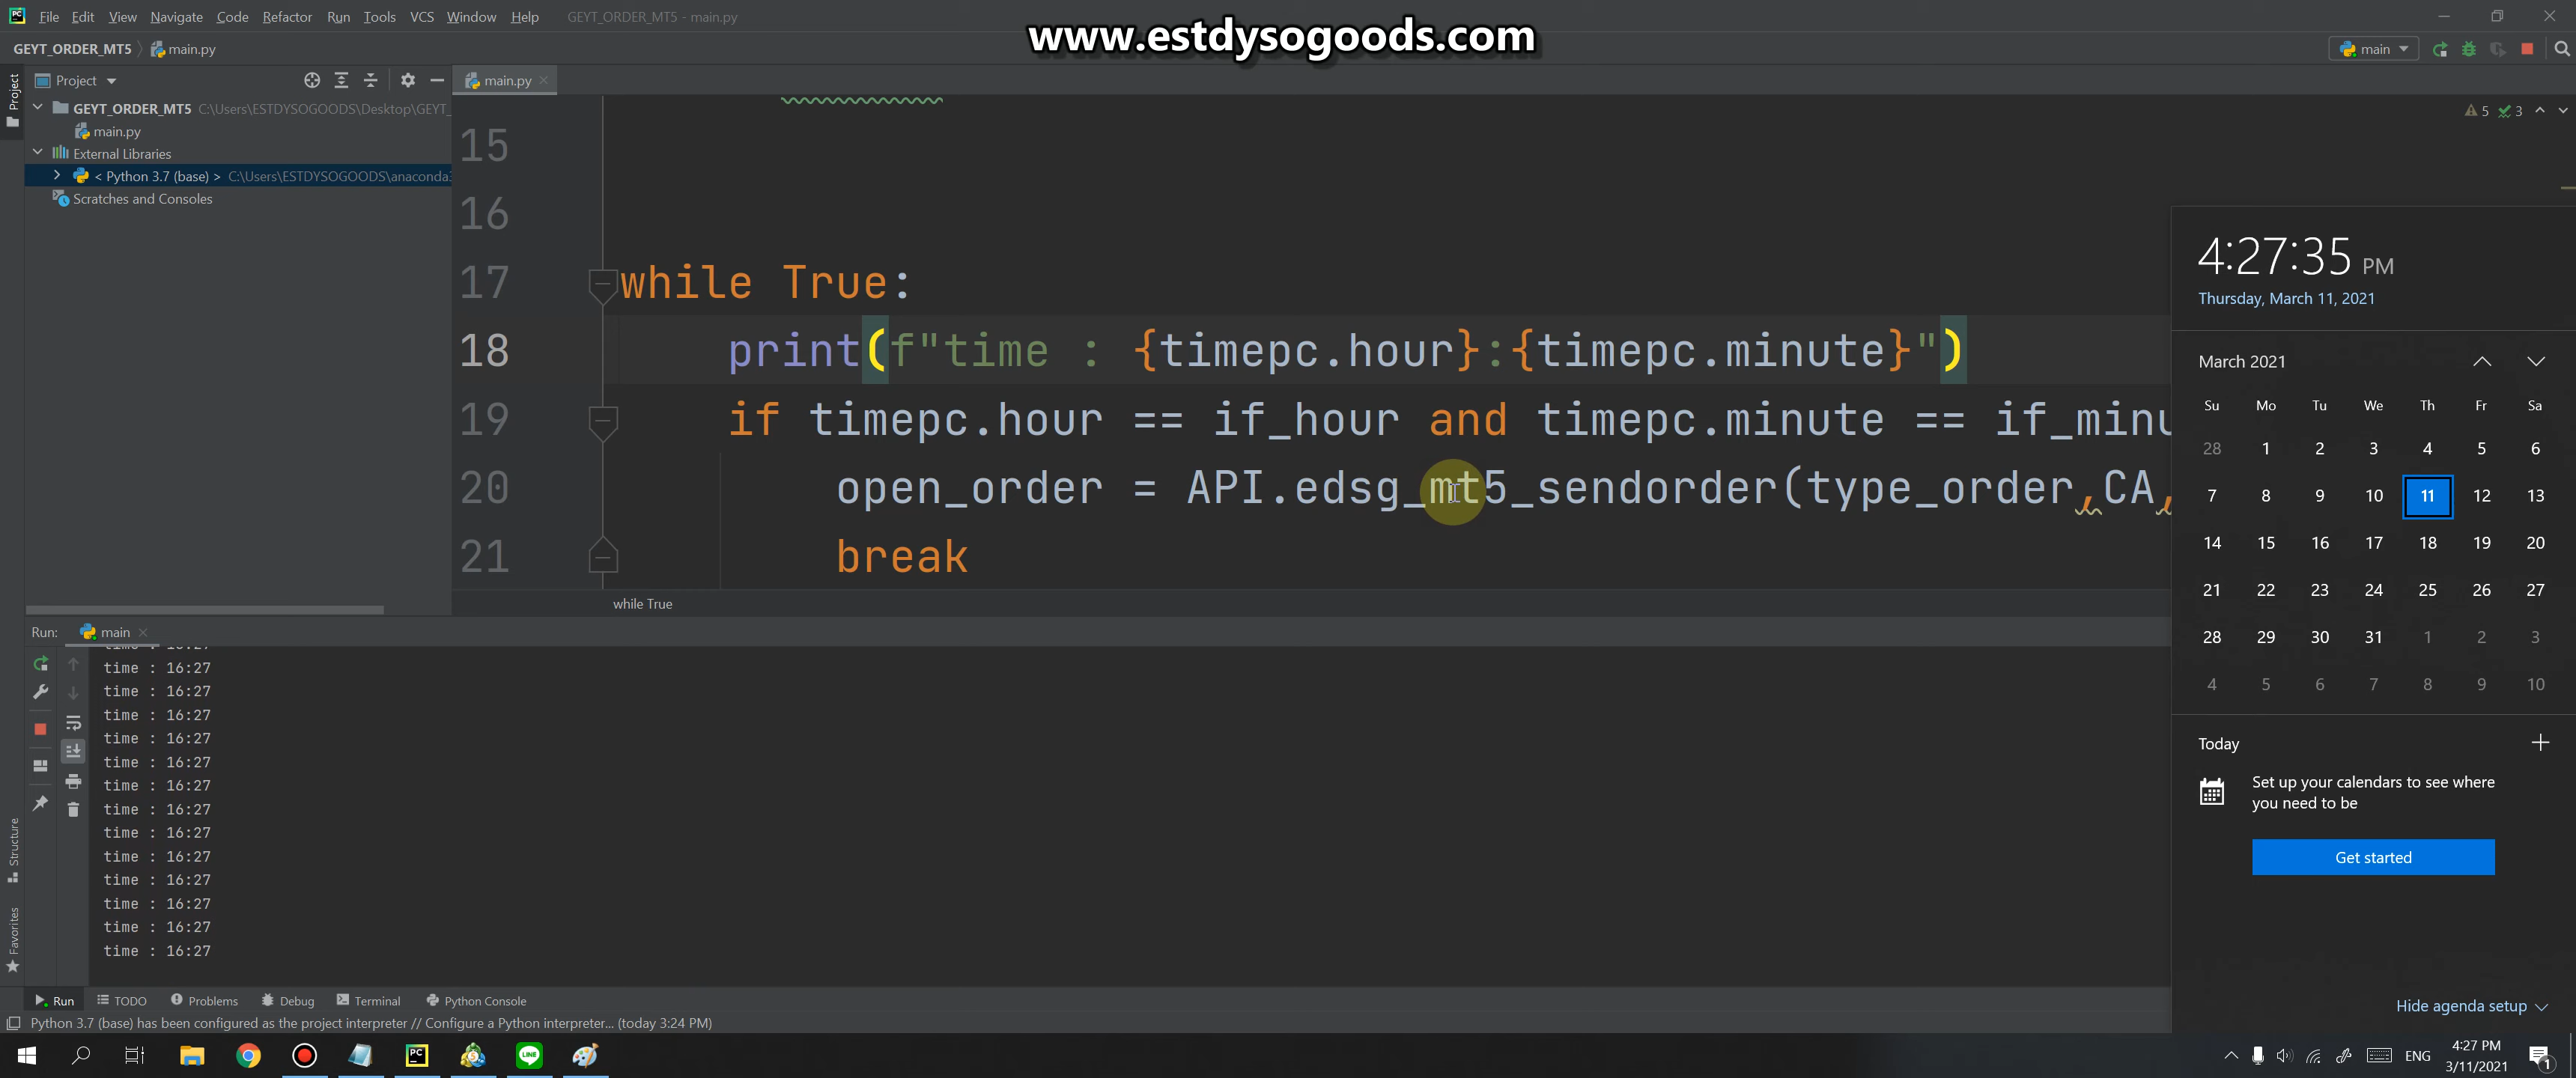 File Edit View Navigate Code Refactor Run Tools VCS Window Help GEYT_ORDER_MT5 - main.py
www.estdysogoods.com
GEYT_ORDER_MT5 main.py
main
Project
Project
main.py
GEYT_ORDER_MT5 C:\Users\ESTDYSOGOODS\Desktop\GEYT_
main.py
External Libraries
< Python 3.7 (base) > C:\Users\ESTDYSOGOODS\anaconda3
Scratches and Consoles
5 3
15
16
17 while True:
18 print(f"time : {timepc.hour}:{timepc.minute}")
19 if timepc.hour == if_hour and timepc.minute == if_minu
20 open_order = API.edsg_mt5_sendorder(type_order,CA,
21 break
while True
4:27:35 PM
Thursday, March 11, 2021
March 2021
Su Mo Tu We Th Fr Sa
28 1 2 3 4 5 6
7 8 9 10 11 12 13
14 15 16 17 18 19 20
21 22 23 24 25 26 27
28 29 30 31 1 2 3
4 5 6 7 8 9 10
Today
Set up your calendars to see where
you need to be
Get started
Hide agenda setup
Run: main
time : 16:27
time : 16:27
time : 16:27
time : 16:27
time : 16:27
time : 16:27
time : 16:27
time : 16:27
time : 16:27
time : 16:27
time : 16:27
time : 16:27
time : 16:27
time : 16:27
Structure
Favorites
Run TODO Problems Debug Terminal Python Console
Python 3.7 (base) has been configured as the project interpreter // Configure a Python interpreter... (today 3:24 PM)
PC
LINE
ENG
4:27 PM
3/11/2021
1